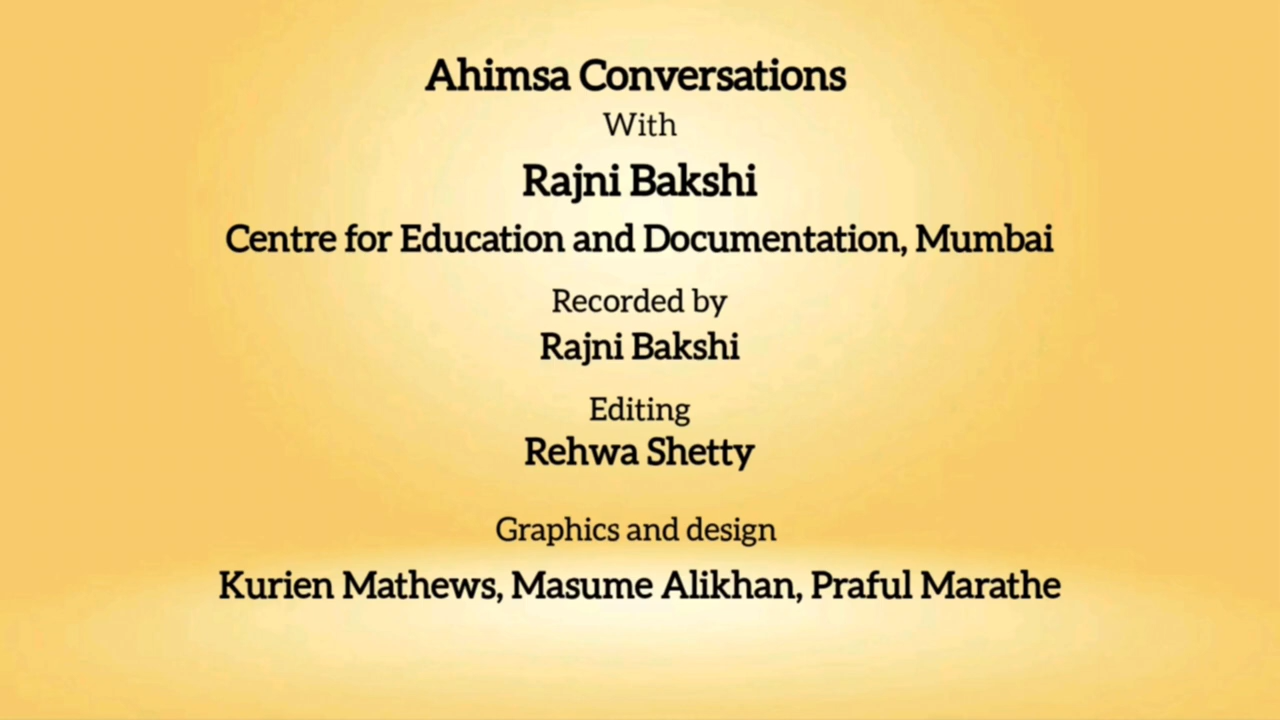 Ahimsa Conversations
With
Rajni Bakshi
Centre for Education and Documentation, Mumbai
Recorded by
Rajni Bakshi
Editing
Rehwa Shetty
Graphics and design
Kurien Mathews, Masume Alikhan, Praful Marathe